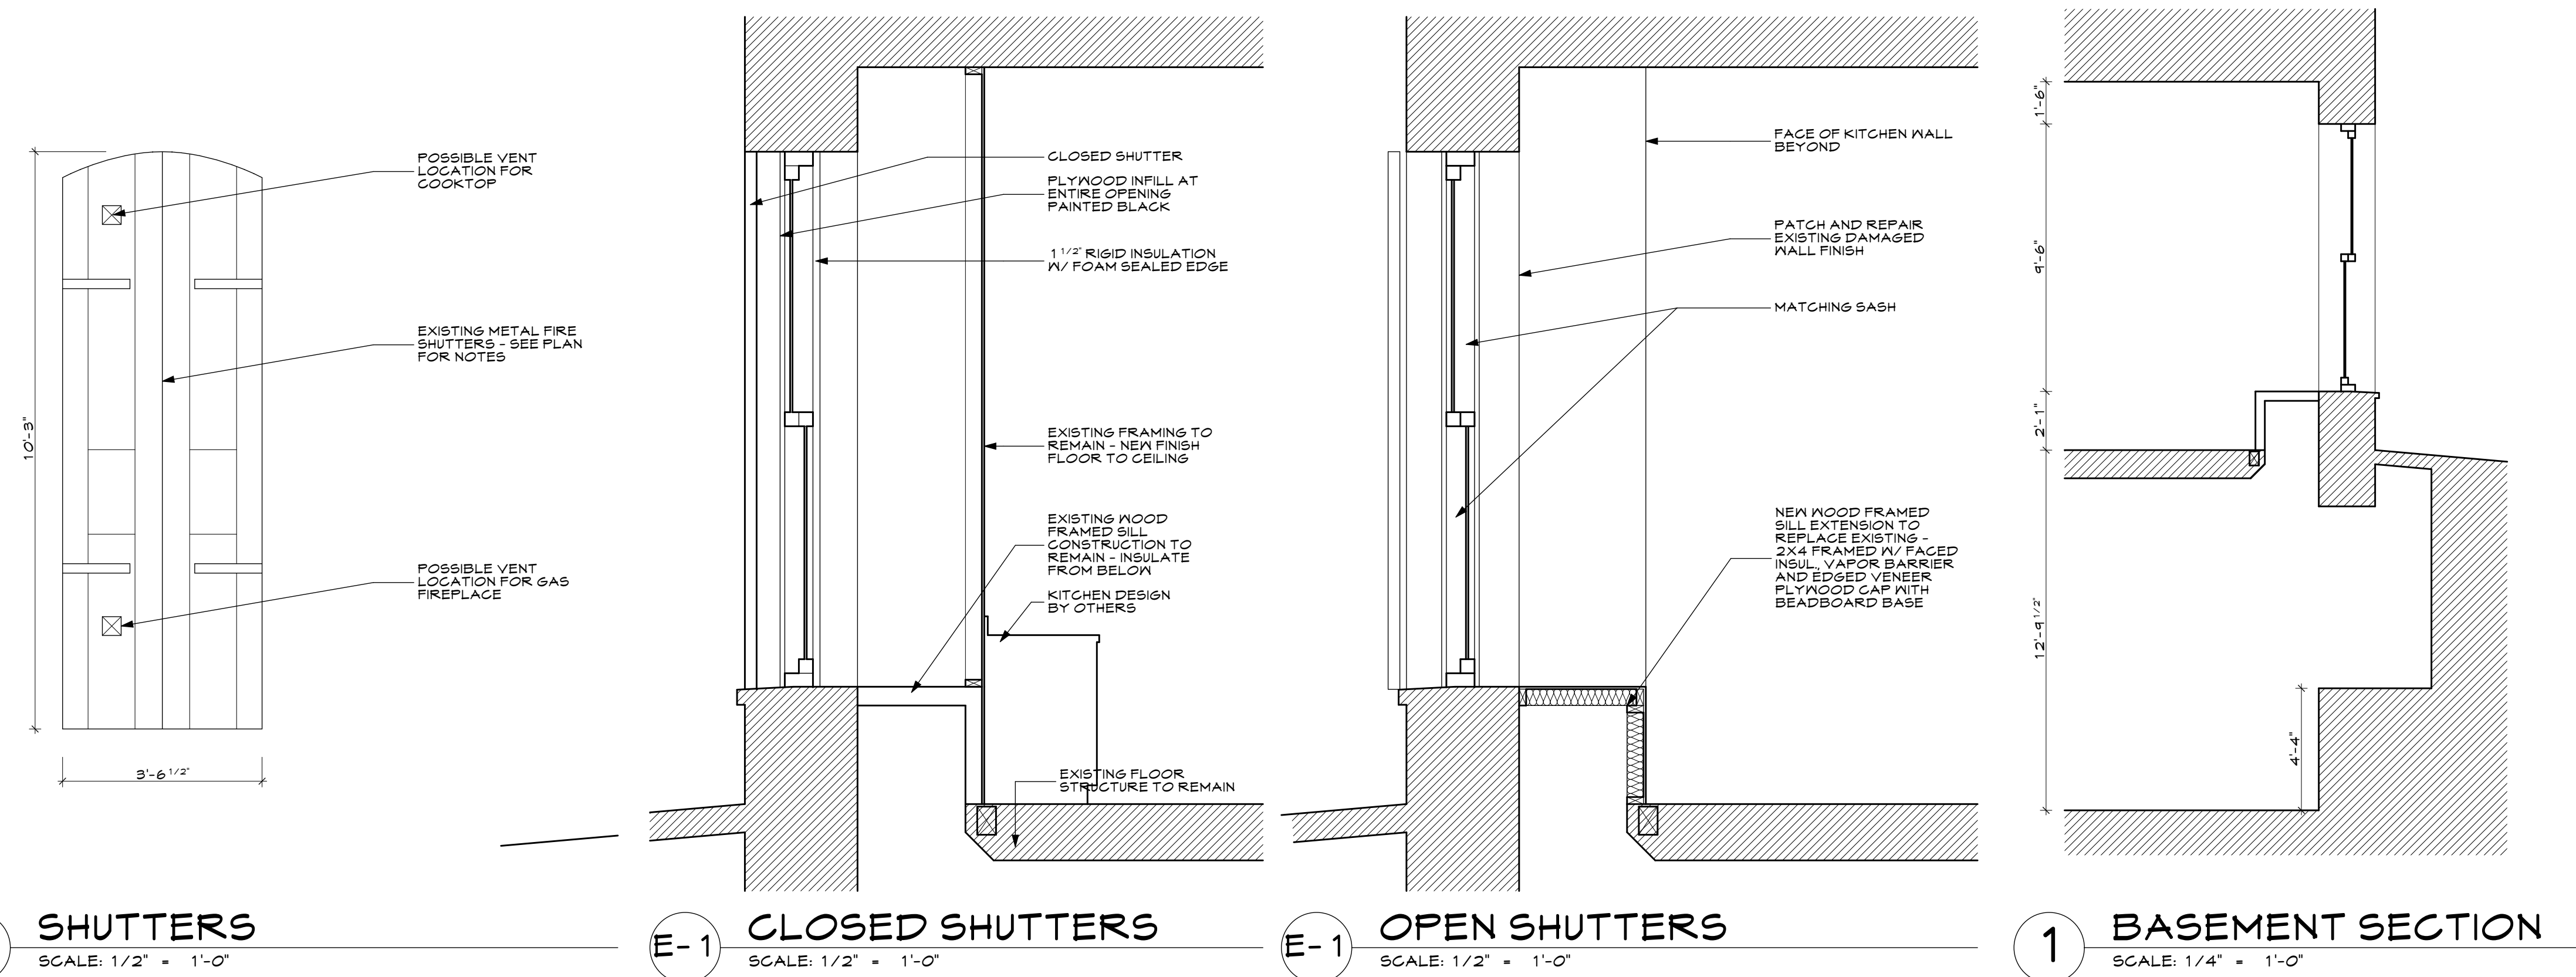 10'-3"
3'-6 1/2"
POSSIBLE VENT
LOCATION FOR
COOKTOP
EXISTING METAL FIRE
SHUTTERS - SEE PLAN
FOR NOTES
POSSIBLE VENT
LOCATION FOR GAS
FIREPLACE
SHUTTERS
SCALE: 1/2" = 1'-0"
CLOSED SHUTTER
PLYWOOD INFILL AT
ENTIRE OPENING
PAINTED BLACK
1 1/2" RIGID INSULATION
W/ FOAM SEALED EDGE
EXISTING FRAMING TO
REMAIN - NEW FINISH
FLOOR TO CEILING
EXISTING WOOD
FRAMED SILL
CONSTRUCTION TO
REMAIN - INSULATE
FROM BELOW
KITCHEN DESIGN
BY OTHERS
EXISTING FLOOR
STRUCTURE TO REMAIN
E-1
CLOSED SHUTTERS
SCALE: 1/2" = 1'-0"
FACE OF KITCHEN WALL
BEYOND
PATCH AND REPAIR
EXISTING DAMAGED
WALL FINISH
MATCHING SASH
NEW WOOD FRAMED
SILL EXTENSION TO
REPLACE EXISTING -
2X4 FRAMED W/ FACED
INSUL., VAPOR BARRIER
AND EDGED VENEER
PLYWOOD CAP WITH
BEADBOARD BASE
E-1
OPEN SHUTTERS
SCALE: 1/2" = 1'-0"
1'-6"
9'-6"
2'-1"
12'-9 1/2"
4'-4"
1
BASEMENT SECTION
SCALE: 1/4" = 1'-0"